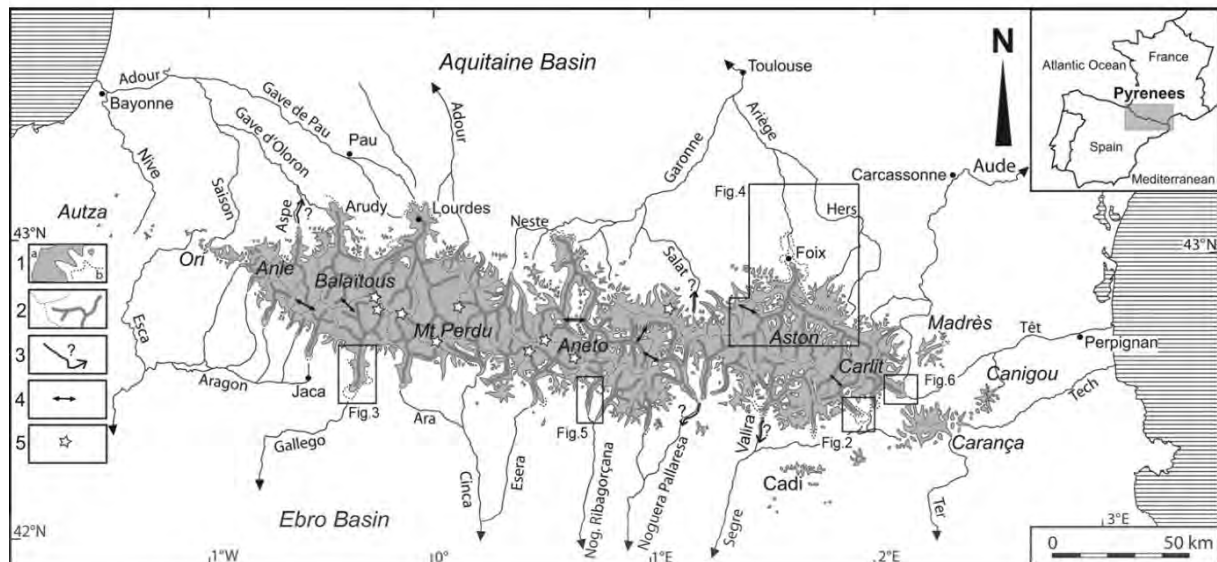 Aquitaine Basin
N
Atlantic Ocean
France
Pyrenees
Spain
Mediterranean
Adour
Bayonne
Nive
Gave de Pau
Gave d'Oloron
Pau
Adour
Saison
Aspe
?
Arudy
Lourdes
Toulouse
Ariège
Garonne
Carcassonne
Aude
Fig.4
Hers
Neste
Salat
?
Foix
Autza
43°N
43°N
1
a
b
2
3
?
4
5
Ori
Anie
Balaïtous
Mt.Perdu
Aneto
Aston
Carlit
Madrès
Têt
Perpignan
Canigou
Tech
Carança
Esca
Aragon
Jaca
Fig.3
Gallego
Ara
Cinca
Esera
Fig.5
Nog. Ribagorçana
Noguera Pallaresa
?
Valira
?
Fig.2
Fig.6
Segre
Cadi
Ter
Ebro Basin
42°N
1°W
0°
1°E
2°E
3°E
0
50 km